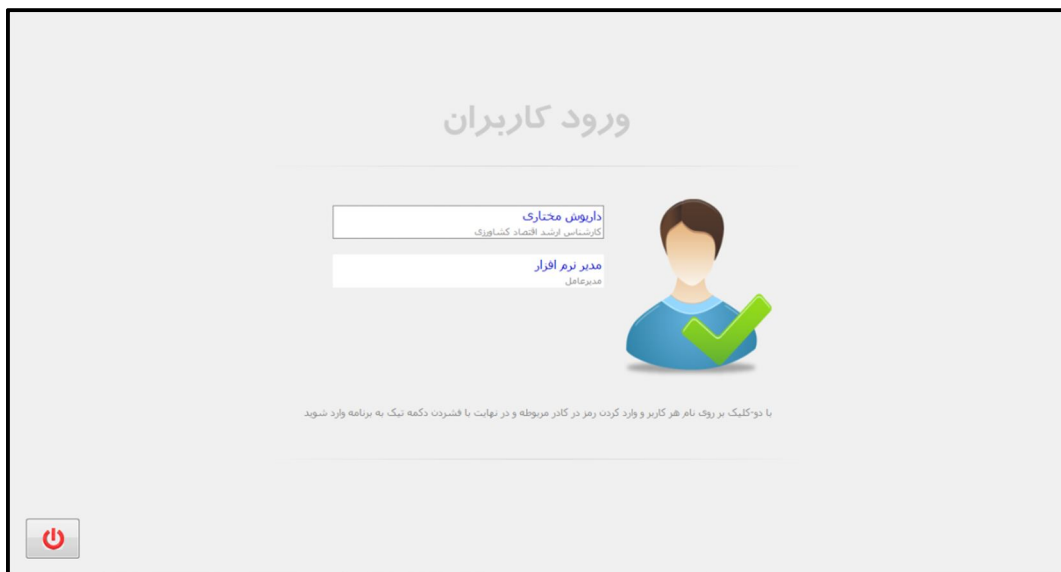 ورود کاربران
داریوش مختاری
کارشناس ارشد اقتصاد کشاورزی
مدیر نرم افزار
مدیرعامل
با دو-کلیک بر روی نام هر کاربر و وارد کردن رمز در کادر مربوطه و در نهایت با فشردن دکمه تیک به برنامه وارد شوید